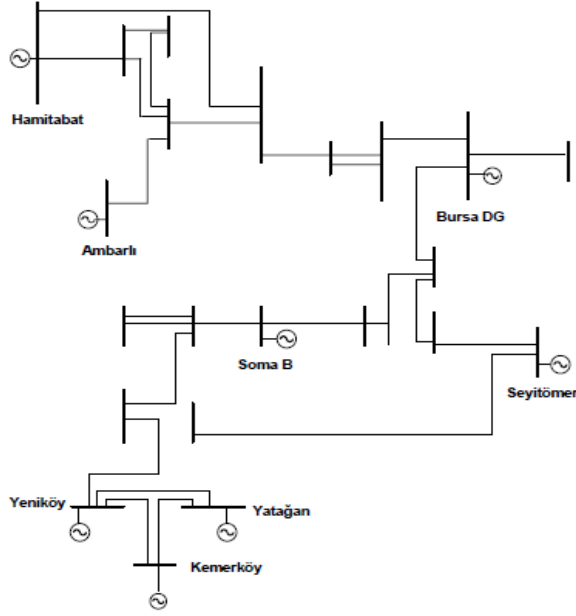 Hamitabat
Ambarlı
Bursa DG
Soma B
Seyitömer
Yeniköy
Yatağan
Kemerköy